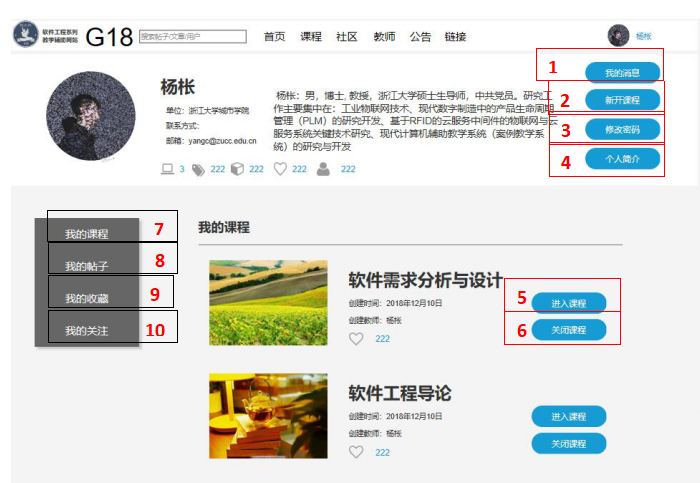 软件工程系列
教学辅助网站
G18
搜索帖子/文章/用户
首页 课程 社区 教师 公告 链接
杨枨
杨枨
单位：浙江大学城市学院
联系方式：
邮箱：yangc@zucc.edu.cn
杨枨：男，博士, 教授，浙江大学硕士生导师，中共党员。研究工
作主要集中在：工业物联网技术、现代数字制造中的产品生命周期
管理（PLM）的研究开发、基于RFID的云服务中间件的物联网与云
服务系统关键技术研究、现代计算机辅助教学系统（案例教学系
统）的研究与开发
3 222 222 222 222
1 我的消息
2 新开课程
3 修改密码
4 个人简介
我的课程 7
我的帖子 8
我的收藏 9
我的关注 10
我的课程
软件需求分析与设计
创建时间：2018年12月10日
创建教师：杨枨
222
5 进入课程
6 关闭课程
软件工程导论
创建时间：2018年12月10日
创建教师：杨枨
222
进入课程
关闭课程